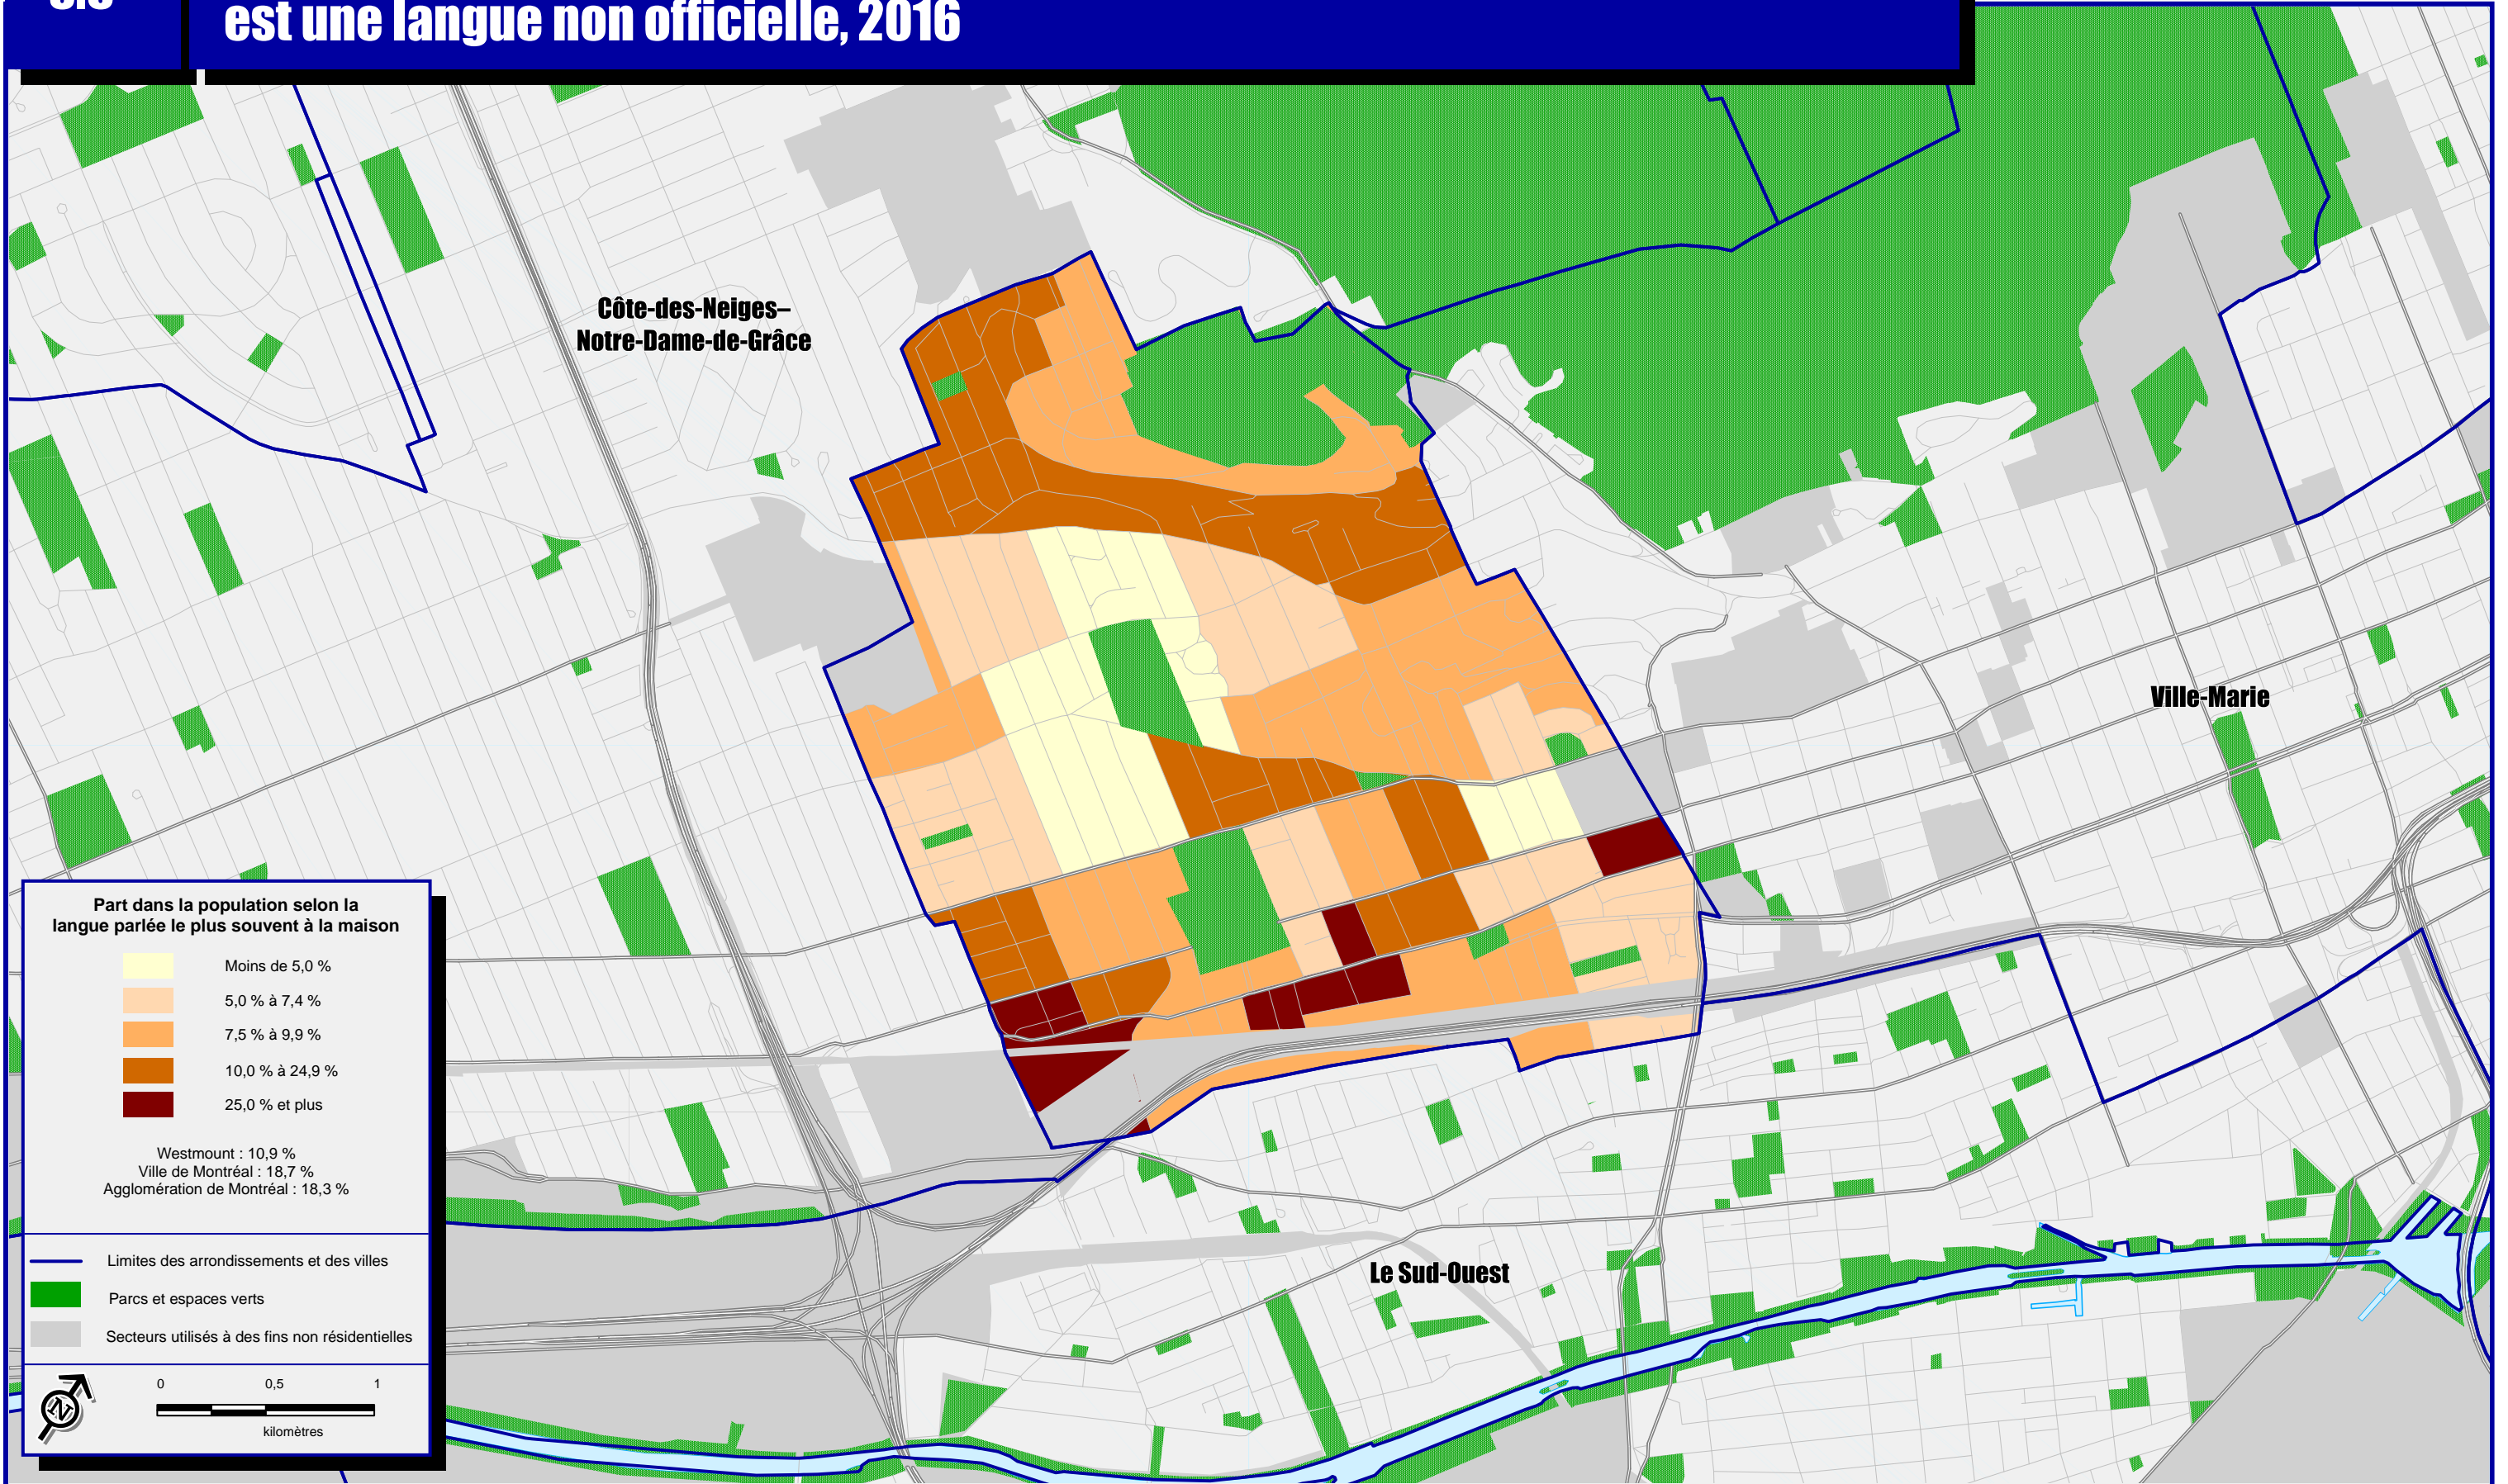 est une langue non officielle, 2016
Côte-des-Neiges–
Notre-Dame-de-Grâce
Ville-Marie
Le Sud-Ouest
Part dans la population selon la
langue parlée le plus souvent à la maison
Moins de 5,0 %
5,0 % à 7,4 %
7,5 % à 9,9 %
10,0 % à 24,9 %
25,0 % et plus
Westmount : 10,9 %
Ville de Montréal : 18,7 %
Agglomération de Montréal : 18,3 %
Limites des arrondissements et des villes
Parcs et espaces verts
Secteurs utilisés à des fins non résidentielles
N
0 0,5 1
kilomètres